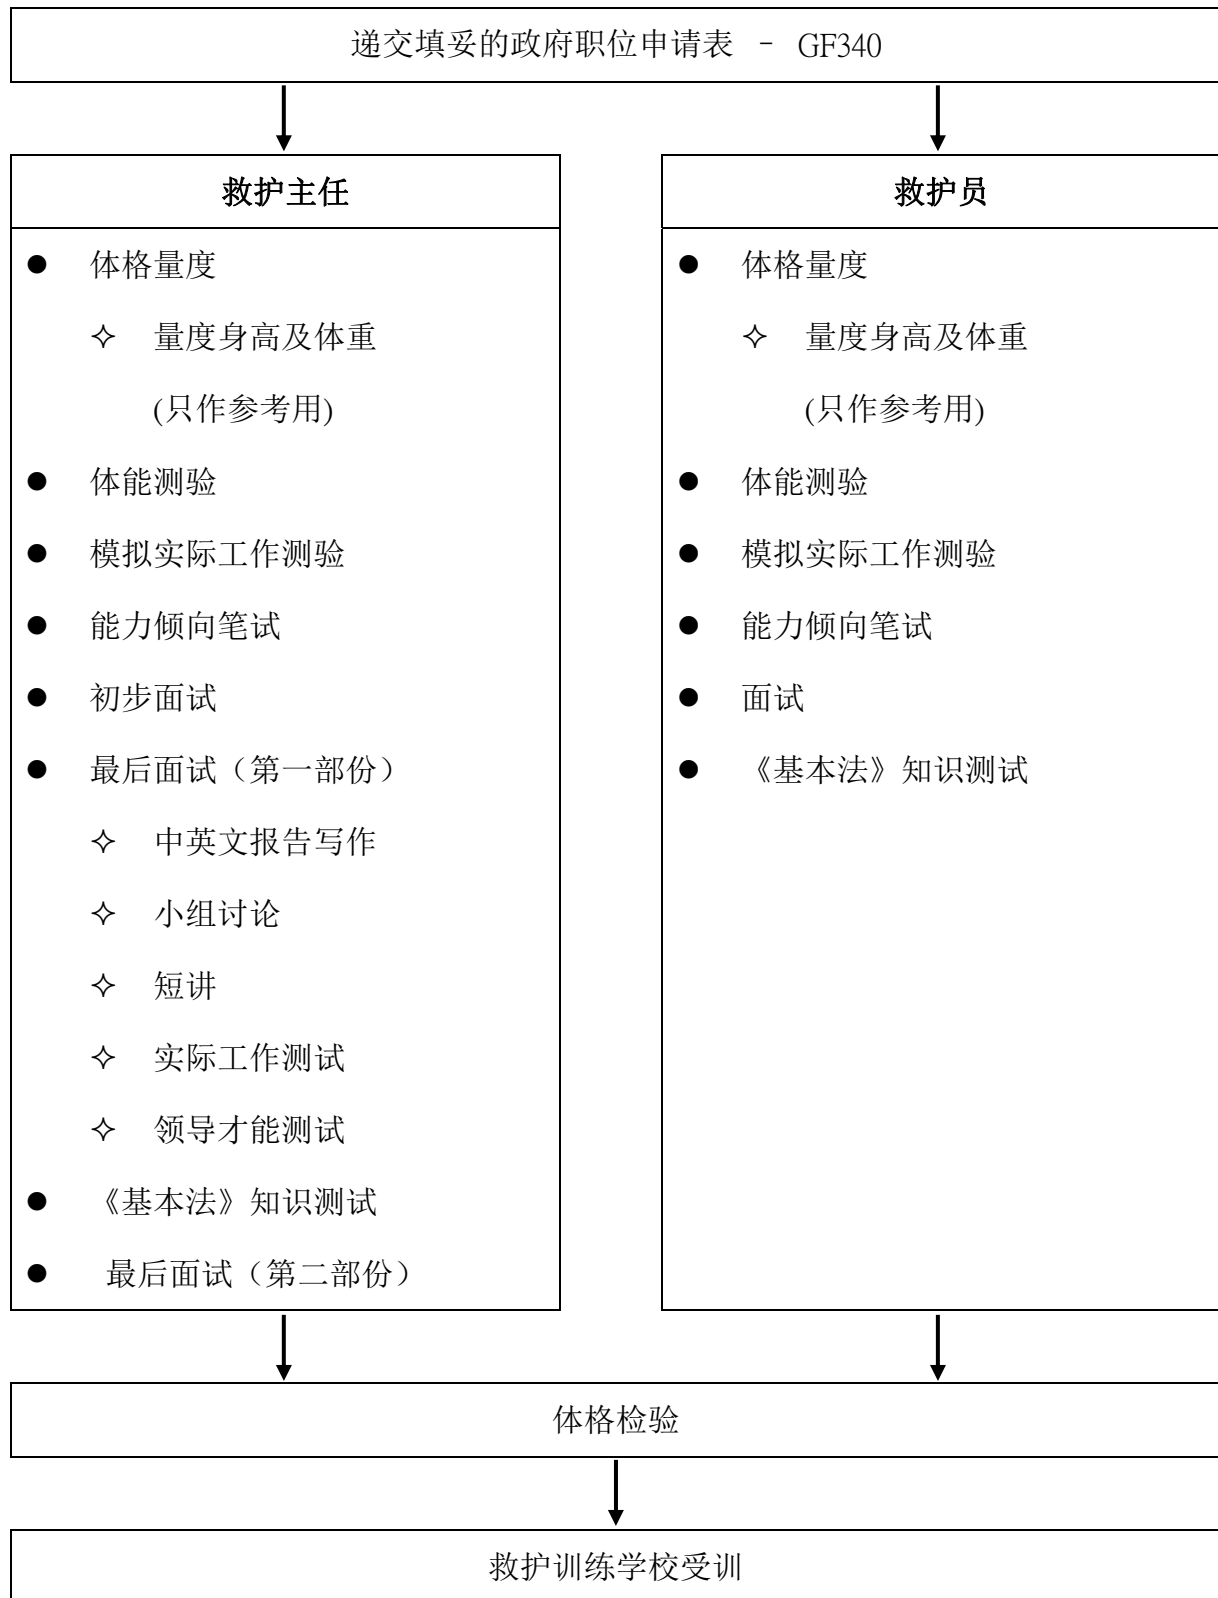 递交填妥的政府职位申请表 - GF340
救护主任
● 体格量度
✧ 量度身高及体重
(只作参考用)
● 体能测验
● 模拟实际工作测验
● 能力倾向笔试
● 初步面试
● 最后面试（第一部份）
✧ 中英文报告写作
✧ 小组讨论
✧ 短讲
✧ 实际工作测试
✧ 领导才能测试
● 《基本法》知识测试
● 最后面试（第二部份）
救护员
● 体格量度
✧ 量度身高及体重
(只作参考用)
● 体能测验
● 模拟实际工作测验
● 能力倾向笔试
● 面试
● 《基本法》知识测试
体格检验
救护训练学校受训